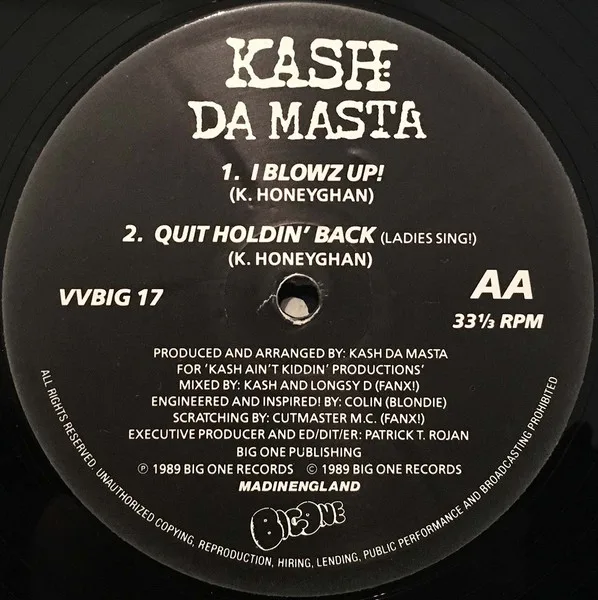 KASH
DA MASTA
1. I BLOWZ UP!
(K. HONEYGHAN)
2. QUIT HOLDIN' BACK (LADIES SING!)
(K. HONEYGHAN)
VVBIG 17
AA
33⅓ RPM
PRODUCED AND ARRANGED BY: KASH DA MASTA
FOR 'KASH AIN'T KIDDIN' PRODUCTIONS'
MIXED BY: KASH AND LONGSY D (FANX!)
ENGINEERED AND INSPIRED! BY: COLIN (BLONDIE)
SCRATCHING BY: CUTMASTER M.C. (FANX!)
EXECUTIVE PRODUCER AND ED/DIT/ER: PATRICK T. ROJAN
BIG ONE PUBLISHING
℗ 1989 BIG ONE RECORDS © 1989 BIG ONE RECORDS
MADINENGLAND
BIG ONE
ALL RIGHTS RESERVED. UNAUTHORIZED COPYING, REPRODUCTION, HIRING, LENDING, PUBLIC PERFORMANCE AND BROADCASTING PROHIBITED